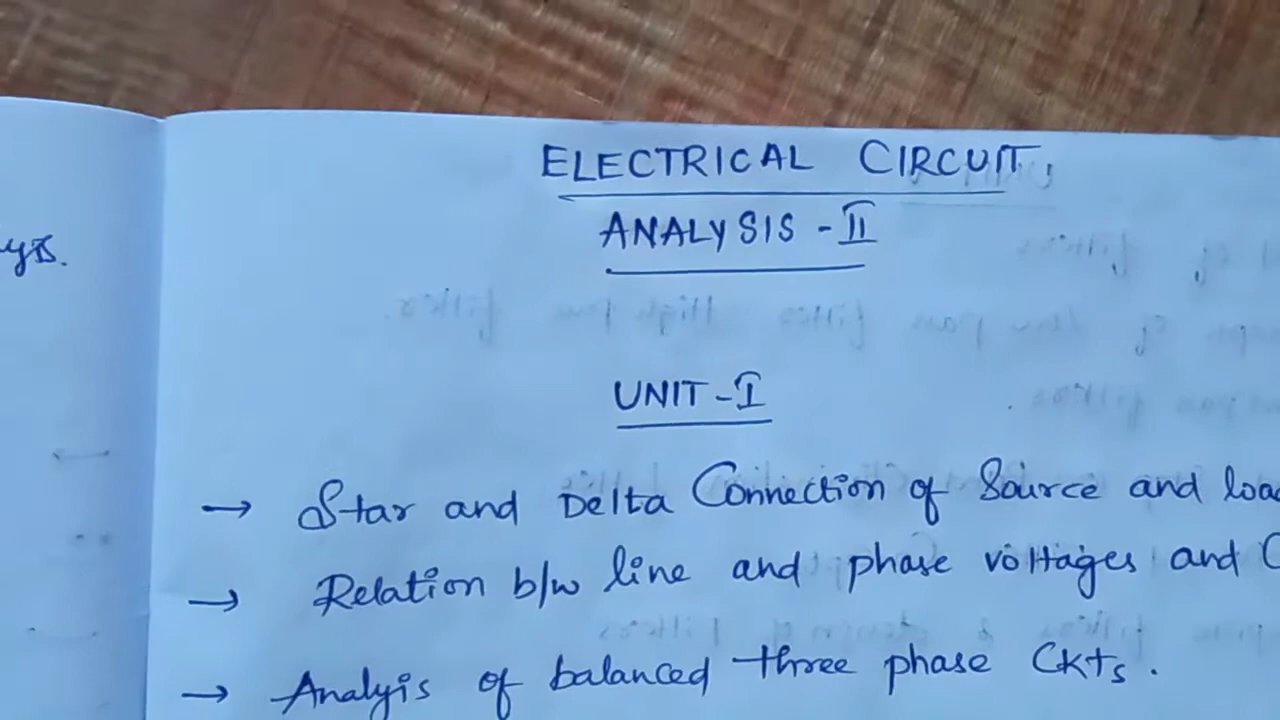 ELECTRICAL CIRCUIT
ANALYSIS - II
UNIT - I
→ Star and Delta Connection of Source and
→ Relation b/w line and phase voltages and
→ Analyis of balanced three phase Ckts.